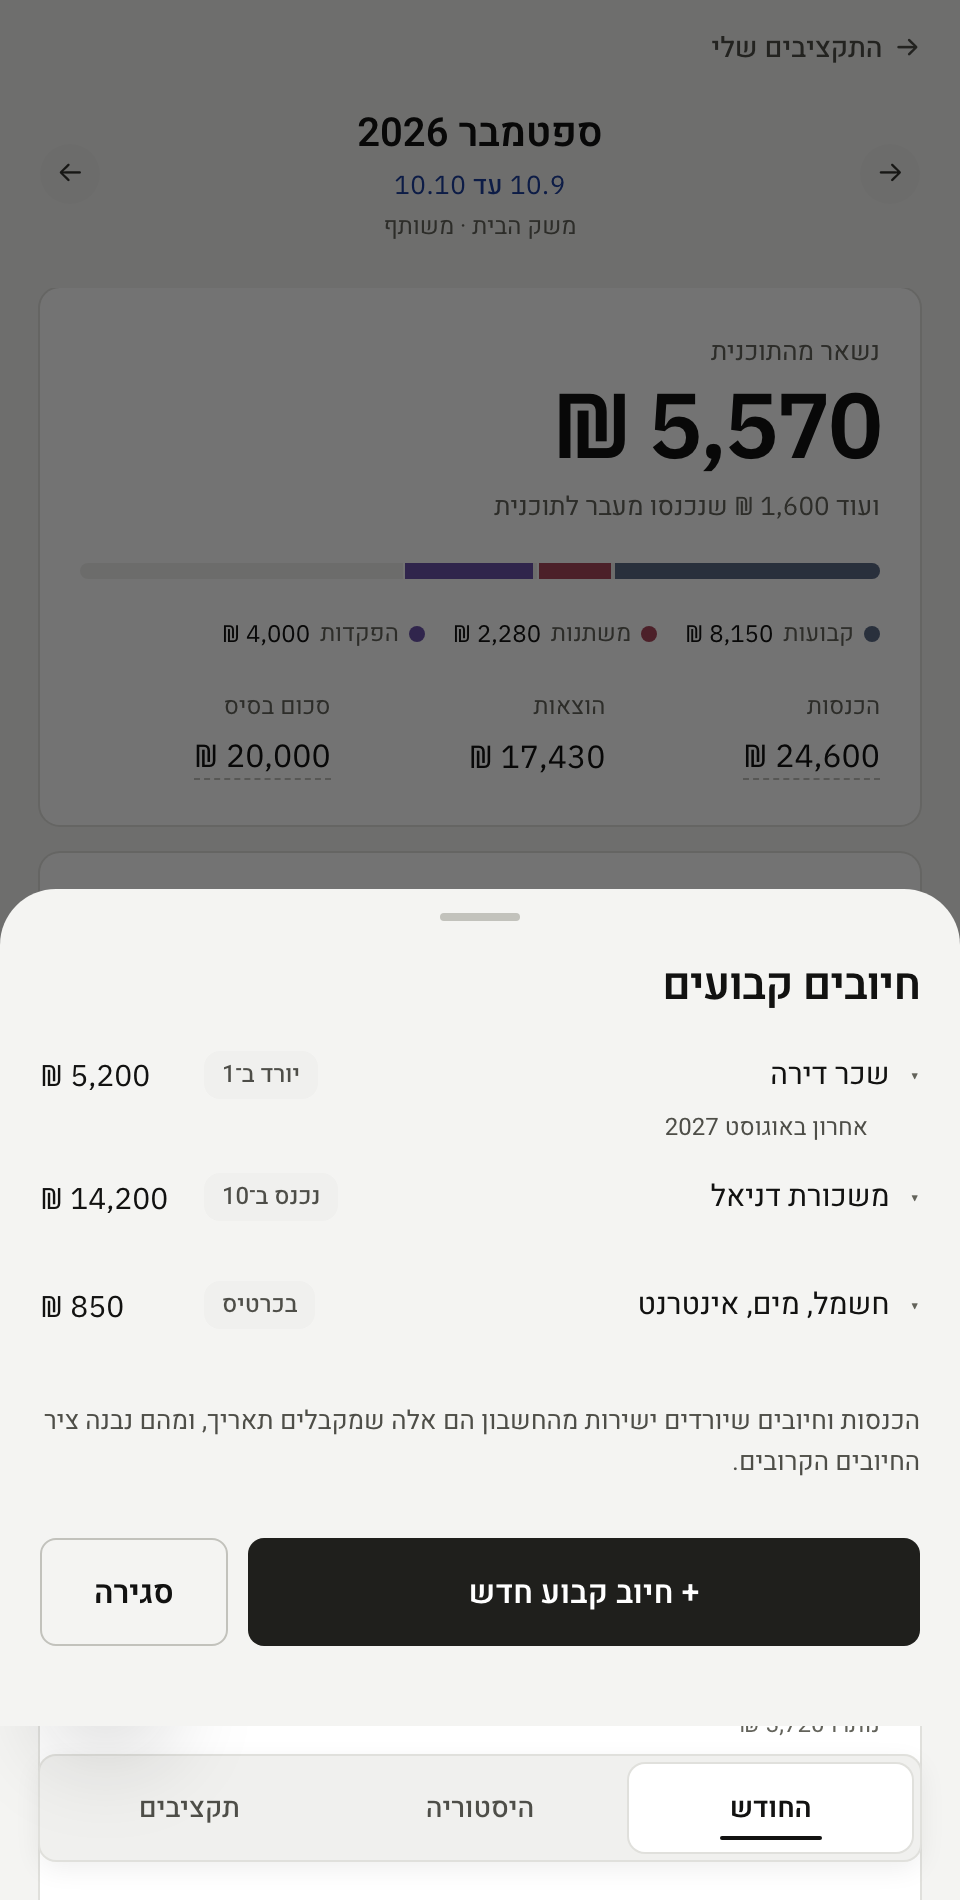 התקציבים שלי
ספטמבר 2026
10.9 עד 10.10
משק הבית · משותף
נשאר מהתוכנית
5,570 ₪
ועוד 1,600 ₪ שנכנסו מעבר לתוכנית
קבועות 8,150 ₪ משתנות 2,280 ₪ הפקדות 4,000 ₪
הכנסות הוצאות סכום בסיס
24,600 ₪ 17,430 ₪ 20,000 ₪
חיובים קבועים
שכר דירה יורד ב־1 5,200 ₪
אחרון באוגוסט 2027
משכורת דניאל נכנס ב־10 14,200 ₪
חשמל, מים, אינטרנט בכרטיס 850 ₪
הכנסות וחיובים שיורדים ישירות מהחשבון הם אלה שמקבלים תאריך, ומהם נבנה ציר
החיובים הקרובים.
+ חיוב קבוע חדש סגירה
החודש היסטוריה תקציבים